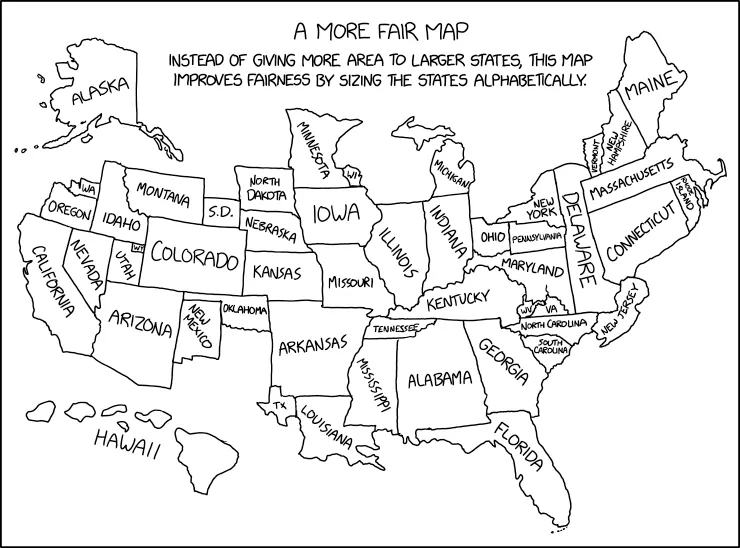 A MORE FAIR MAP
INSTEAD OF GIVING MORE AREA TO LARGER STATES, THIS MAP
IMPROVES FAIRNESS BY SIZING THE STATES ALPHABETICALLY.
ALASKA
MAINE
VERMONT
NEW
HAMPSHIRE
MINNESOTA
WI
MICHIGAN
MASSACHUSETTS
RHODE
ISLAND
CONNECTICUT
WA
OREGON
IDAHO
MONTANA
NORTH
DAKOTA
S.D.
NEBRASKA
IOWA
ILLINOIS
INDIANA
OHIO
NEW
YORK
PENNSYLVANIA
DELAWARE
MARYLAND
NEW JERSEY
CALIFORNIA
NEVADA
UTAH
WY
COLORADO
KANSAS
MISSOURI
KENTUCKY
WV
VA
NORTH CAROLINA
SOUTH
CAROLINA
ARIZONA
NEW
MEXICO
OKLAHOMA
ARKANSAS
TENNESSEE
MISSISSIPPI
ALABAMA
GEORGIA
TX
LOUISIANA
FLORIDA
HAWAII